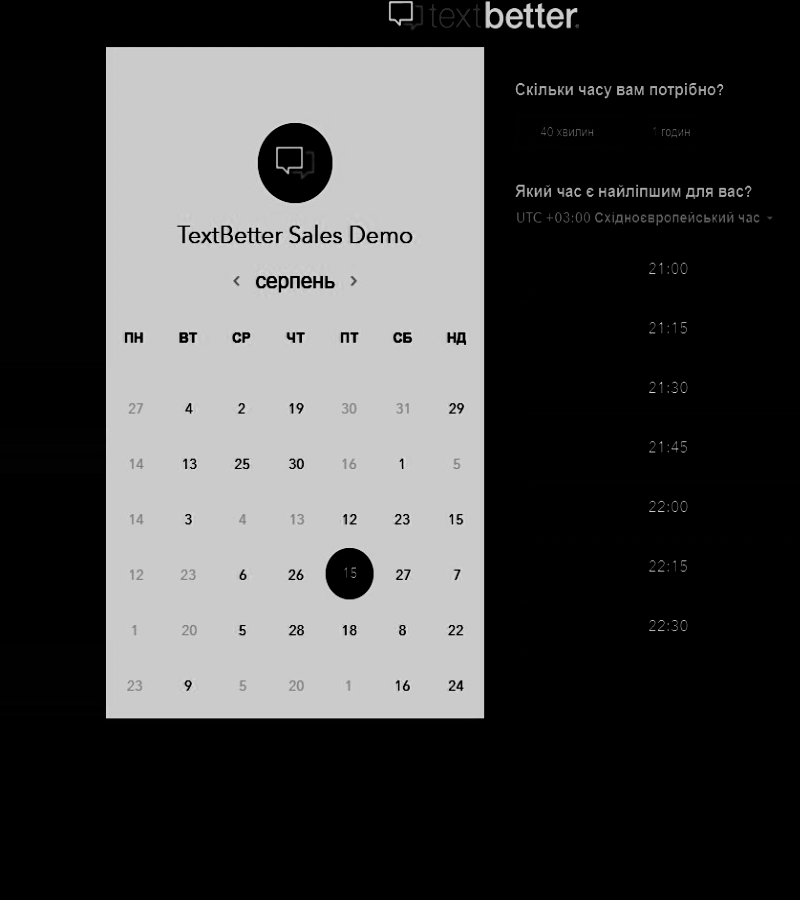 textbetter.
TextBetter Sales Demo
< серпень >
ПН ВТ СР ЧТ ПТ СБ НД
27 4 2 19 30 31 29
14 13 25 30 16 1 5
14 3 4 13 12 23 15
12 23 6 26 15 27 7
1 20 5 28 18 8 22
23 9 5 20 1 16 24
Скільки часу вам потрібно?
40 хвилин 1 годин
Який час є найліпшим для вас?
UTC +03:00 Східноєвропейський час
21:00
21:15
21:30
21:45
22:00
22:15
22:30